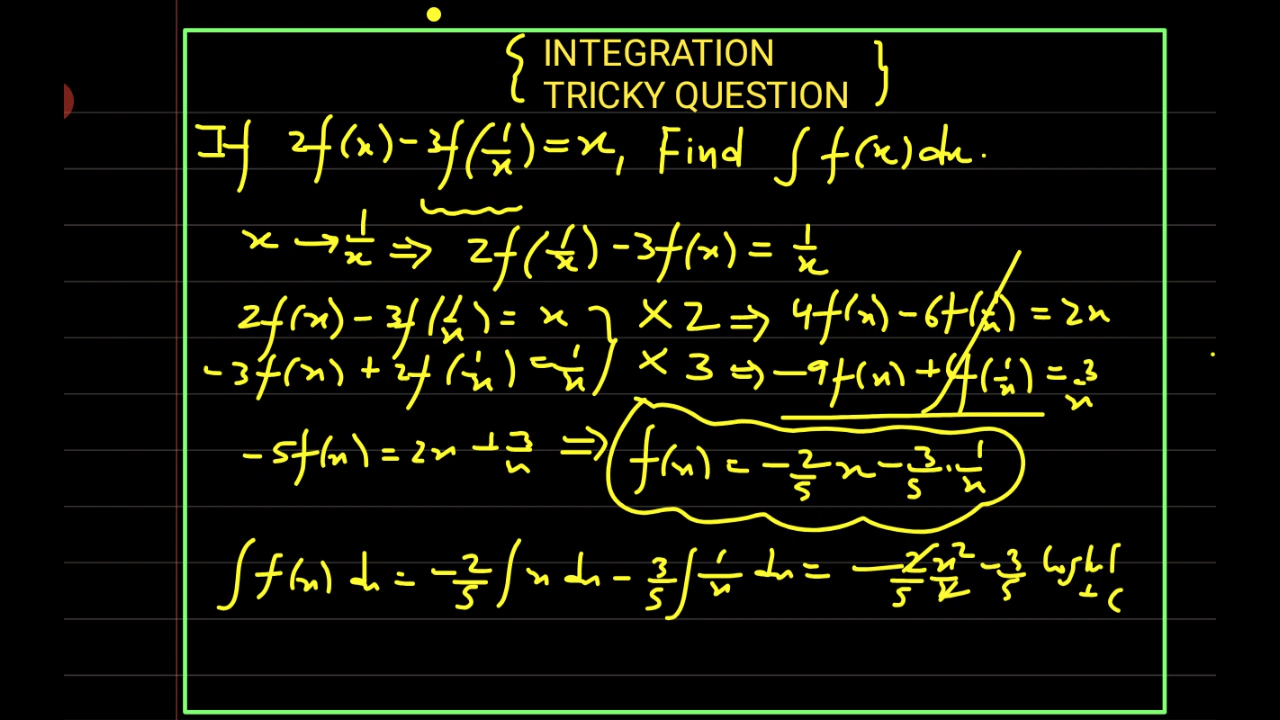 { INTEGRATION
TRICKY QUESTION }
If 2f(x) - 3f(1/x) = x, Find ∫ f(x) dx.
x → 1/x ⇒ 2f(1/x) - 3f(x) = 1/x
2f(x) - 3f(1/x) = x } × 2 ⇒ 4f(x) - 6f(1/x) = 2x
-3f(x) + 2f(1/x) = 1/x } × 3 ⇒ -9f(x) + 6f(1/x) = 3/x
-5f(x) = 2x + 3/x ⇒ f(x) = -2/5 x - 3/5 · 1/x
∫ f(x) dx = -2/5 ∫ x dx - 3/5 ∫ 1/x dx = -2/5 x²/2 - 3/5 log|x| + C